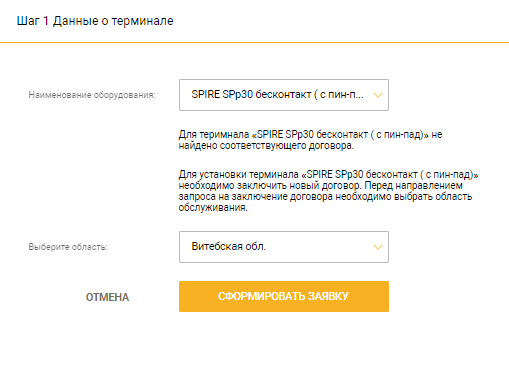 Шаг 1 Данные о терминале
Наименование оборудования:
SPIRE SPp30 бесконтакт ( с пин-п...
Для теримнала «SPIRE SPp30 бесконтакт ( с пин-пад)» не
найдено соответствующего договора.
Для установки терминала «SPIRE SPp30 бесконтакт ( с пин-пад)»
необходимо заключить новый договор. Перед направлением
запроса на заключение договора необходимо выбрать область
обслуживания.
Выберите область:
Витебская обл.
ОТМЕНА
СФОРМИРОВАТЬ ЗАЯВКУ